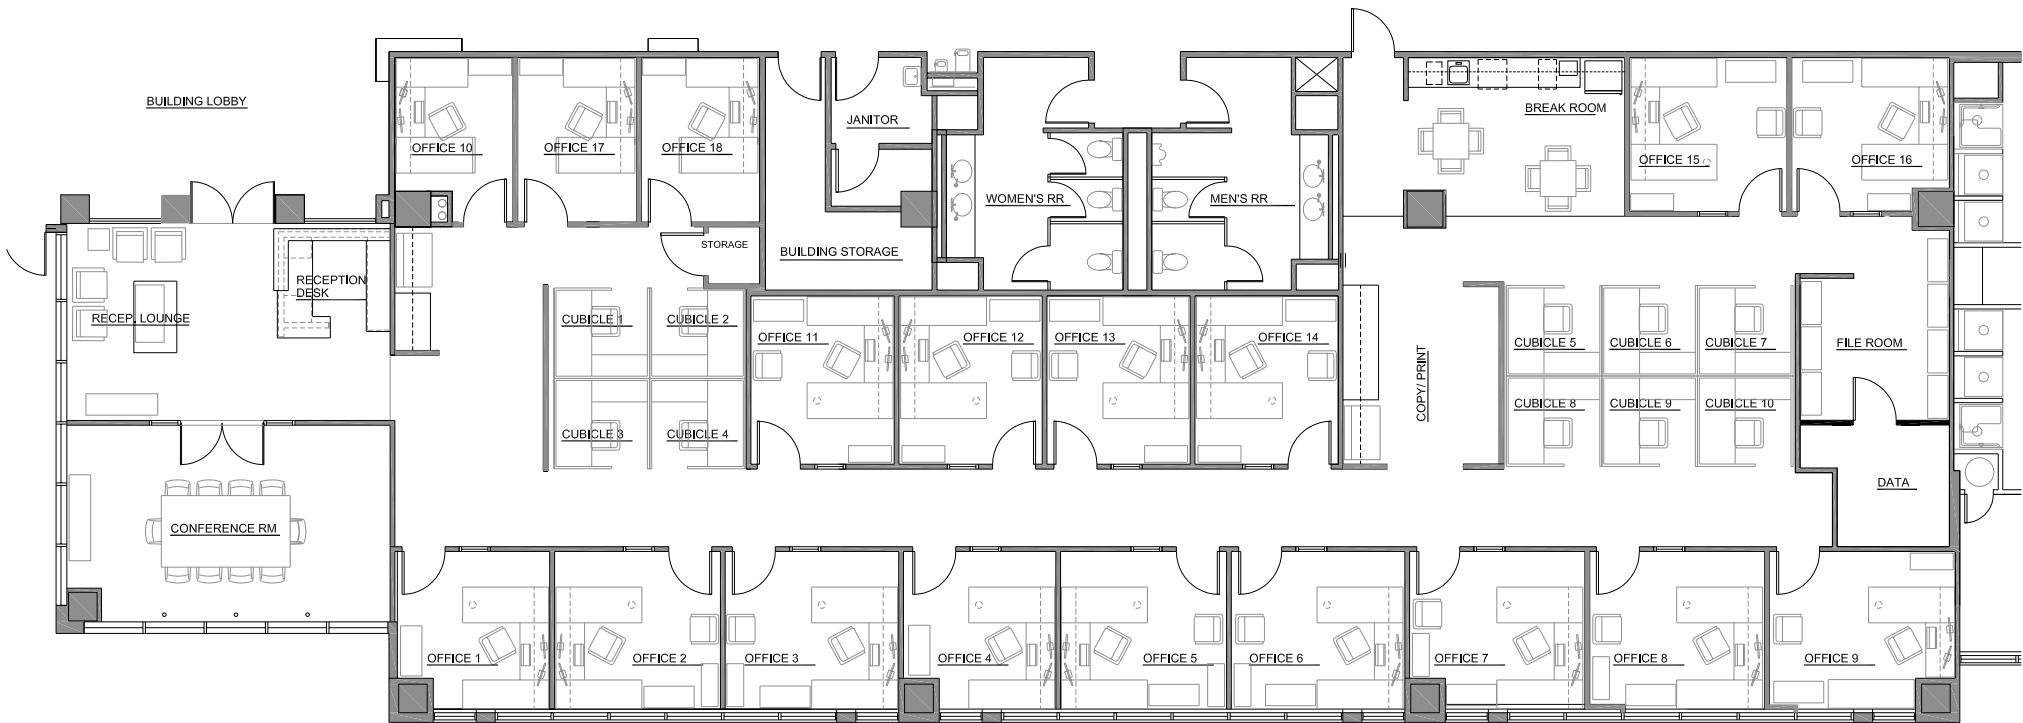 BUILDING LOBBY
OFFICE 10
OFFICE 17
OFFICE 18
JANITOR
BREAK ROOM
OFFICE 15
OFFICE 16
WOMEN'S RR
MEN'S RR
STORAGE
BUILDING STORAGE
RECEPTION
DESK
RECEP. LOUNGE
CUBICLE 1
CUBICLE 2
OFFICE 11
OFFICE 12
OFFICE 13
OFFICE 14
COPY/ PRINT
CUBICLE 5
CUBICLE 6
CUBICLE 7
FILE ROOM
CUBICLE 3
CUBICLE 4
CUBICLE 8
CUBICLE 9
CUBICLE 10
DATA
CONFERENCE RM
OFFICE 1
OFFICE 2
OFFICE 3
OFFICE 4
OFFICE 5
OFFICE 6
OFFICE 7
OFFICE 8
OFFICE 9